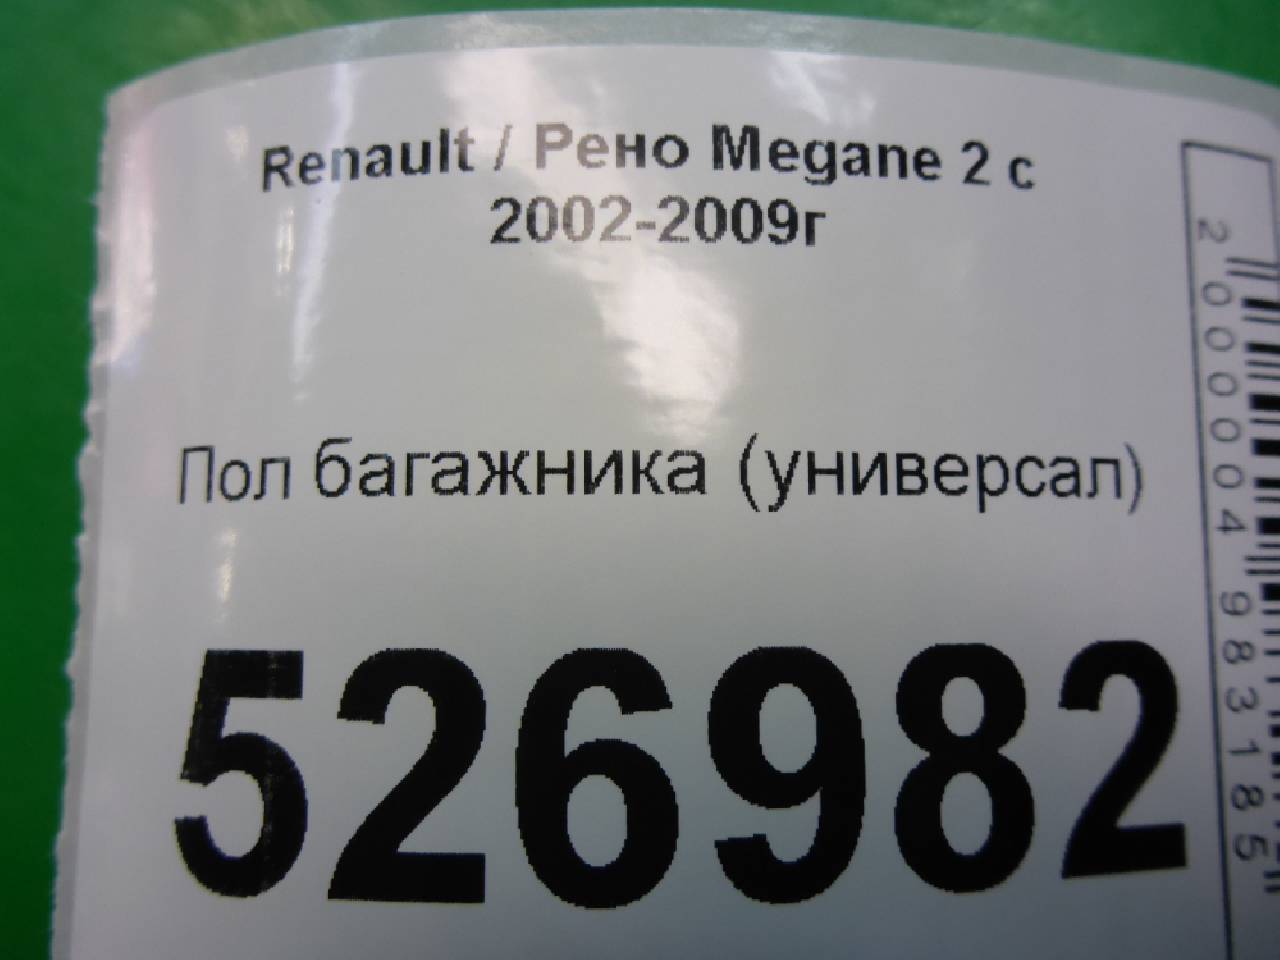 Renault / Рено Megane 2 с
2002-2009г
Пол багажника (универсал)
526982
2000004983185